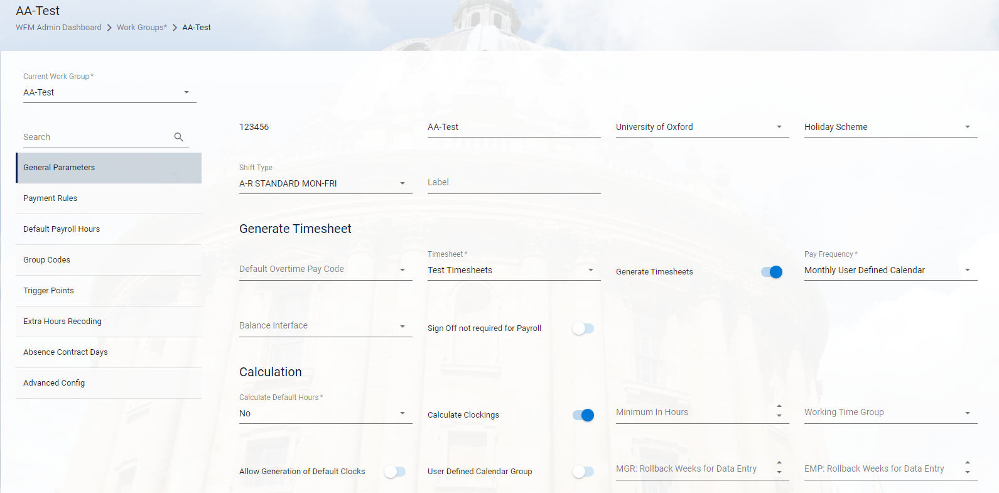 AA-Test
WFM Admin Dashboard > Work Groups* > AA-Test
Current Work Group *
AA-Test
Search
General Parameters
Payment Rules
Default Payroll Hours
Group Codes
Trigger Points
Extra Hours Recoding
Absence Contract Days
Advanced Config
123456 AA-Test University of Oxford Holiday Scheme
Shift Type
A-R STANDARD MON-FRI Label
Generate Timesheet
Timesheet * Pay Frequency *
Default Overtime Pay Code Test Timesheets Generate Timesheets Monthly User Defined Calendar
Balance Interface Sign Off not required for Payroll
Calculation
Calculate Default Hours *
No Calculate Clockings Minimum In Hours Working Time Group
Allow Generation of Default Clocks User Defined Calendar Group MGR: Rollback Weeks for Data Entry EMP: Rollback Weeks for Data Entry